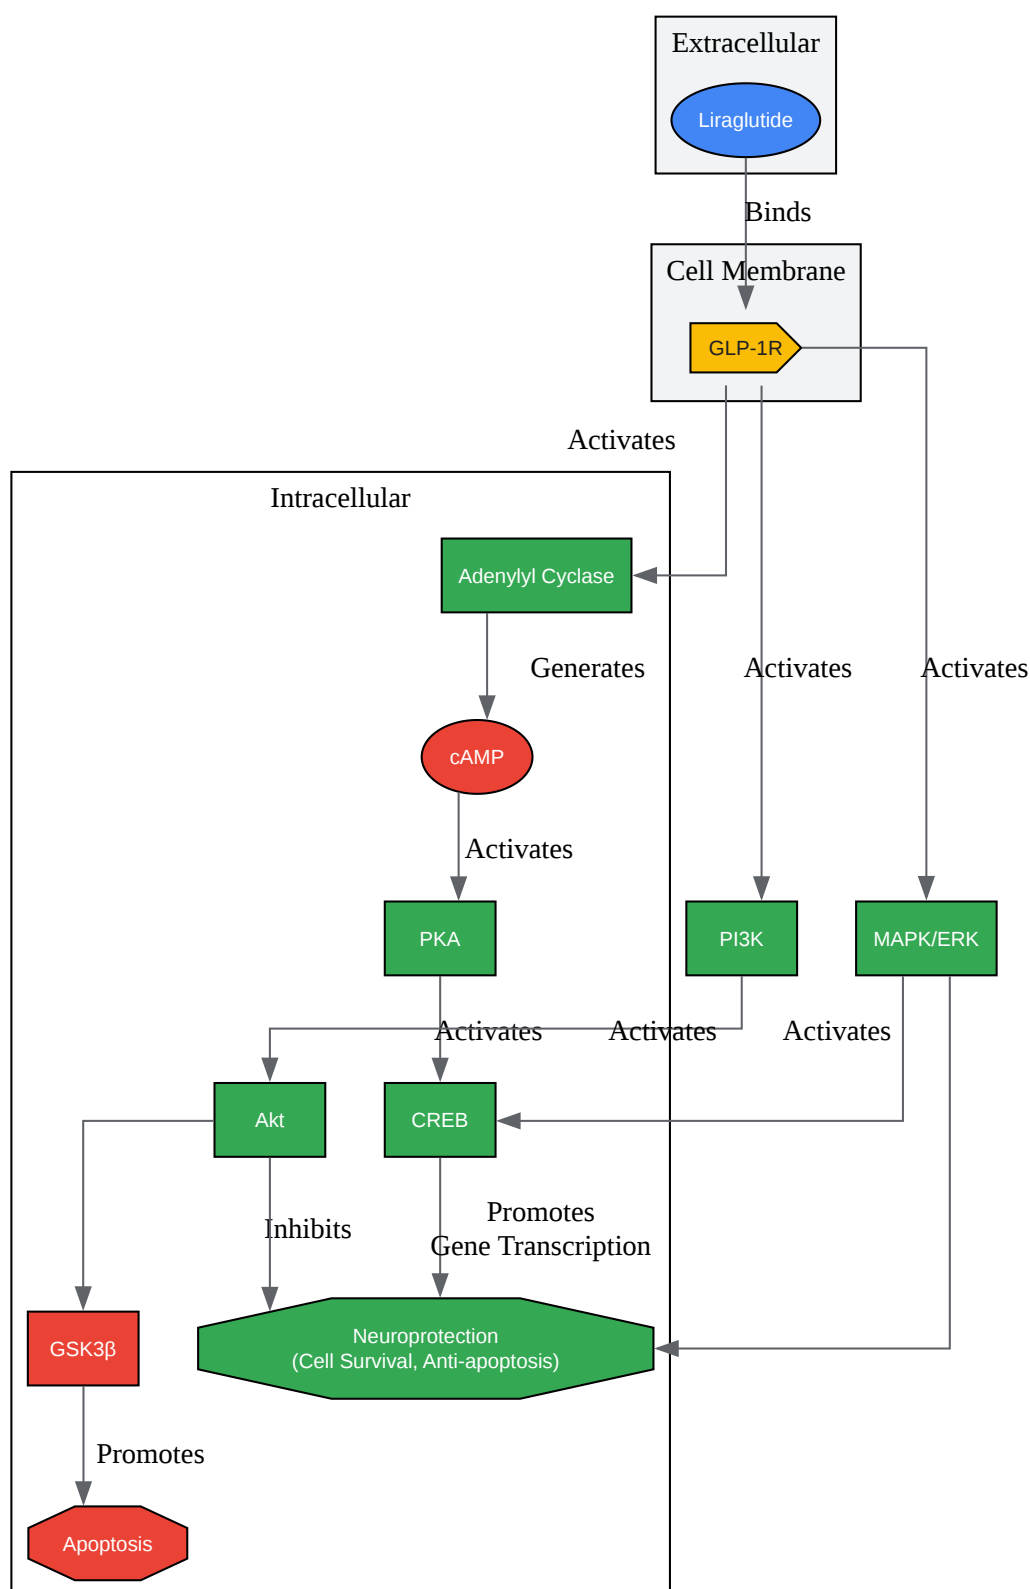 Extracellular
Liraglutide
Binds
Cell Membrane
GLP-1R
Activates
Intracellular
Adenylyl Cyclase
Generates
Activates
Activates
cAMP
Activates
PKA
PI3K
MAPK/ERK
Activates
Activates
Activates
Akt
CREB
Inhibits
Promotes
Gene Transcription
GSK3β
Neuroprotection
(Cell Survival, Anti-apoptosis)
Promotes
Apoptosis